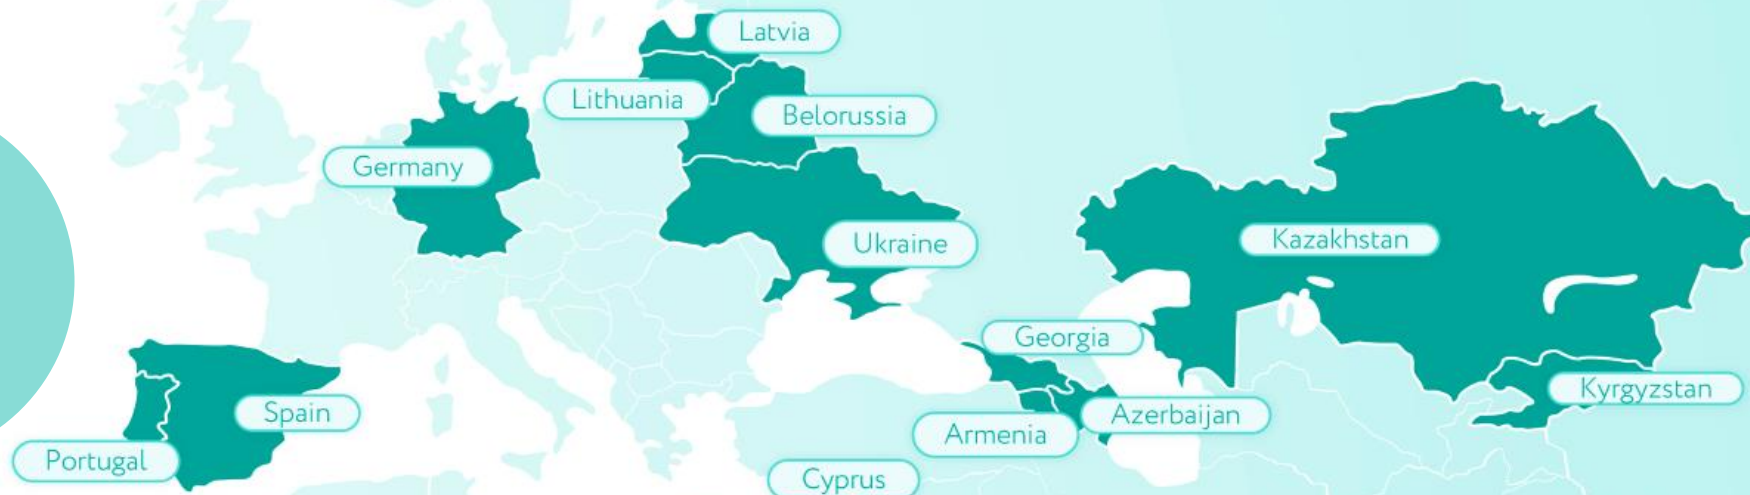 Latvia
Lithuania
Belorussia
Germany
Ukraine
Kazakhstan
Georgia
Kyrgyzstan
Spain
Azerbaijan
Armenia
Portugal
Cyprus